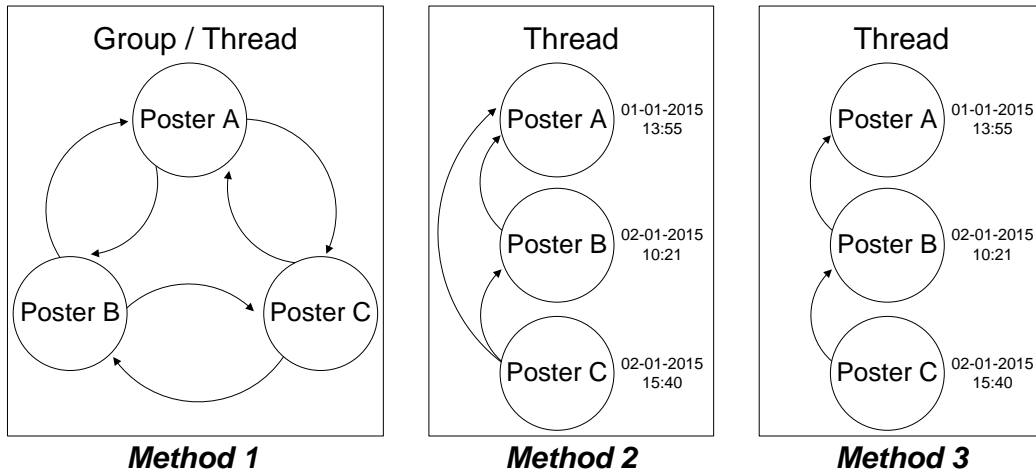 Group / Thread
Poster A
Poster B
Poster C
Method 1
Thread
Poster A
01-01-2015
13:55
Poster B
02-01-2015
10:21
Poster C
02-01-2015
15:40
Method 2
Thread
Poster A
01-01-2015
13:55
Poster B
02-01-2015
10:21
Poster C
02-01-2015
15:40
Method 3